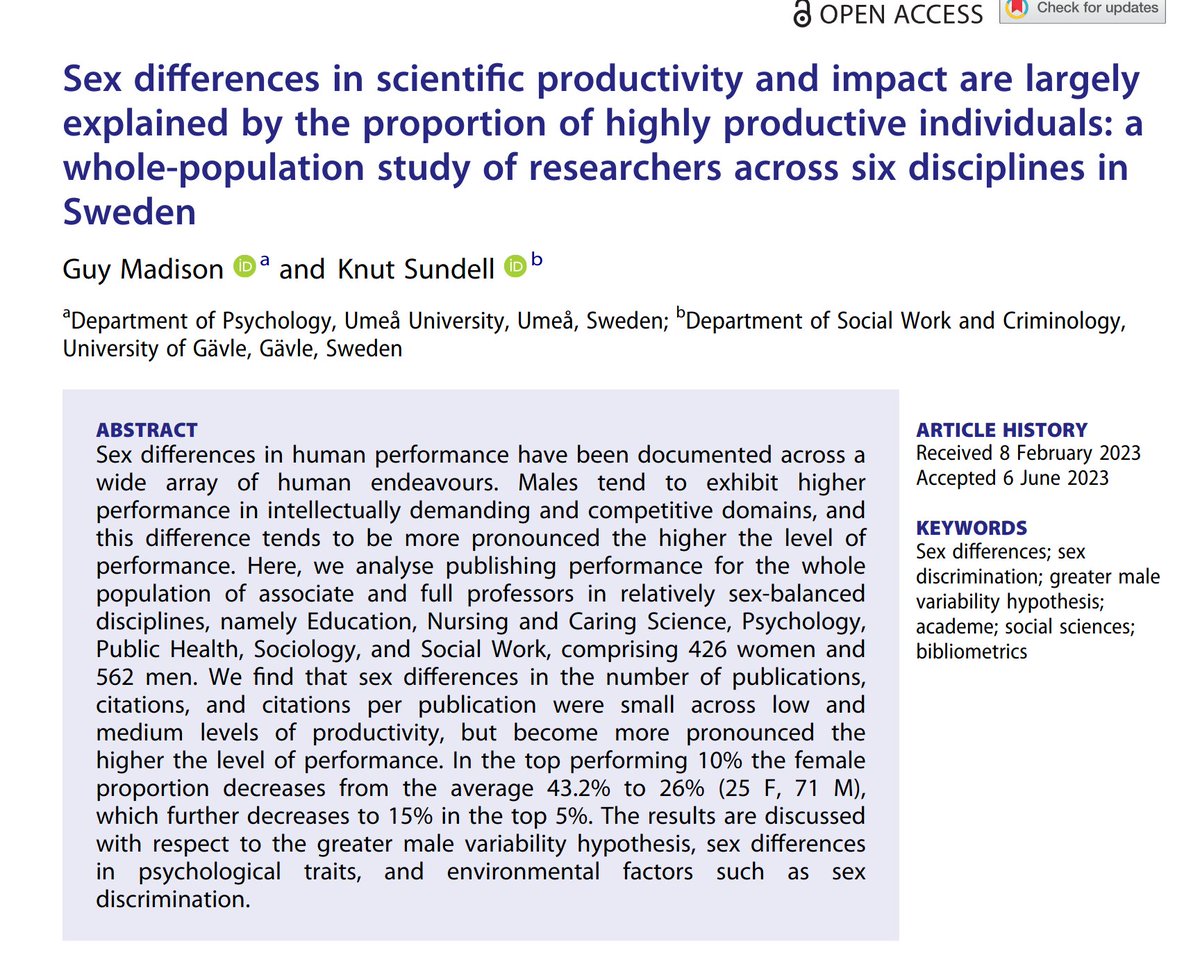 OPEN ACCESS
Check for updates
Sex differences in scientific productivity and impact are largely
explained by the proportion of highly productive individuals: a
whole-population study of researchers across six disciplines in
Sweden
Guy Madison iD a and Knut Sundell iD b
aDepartment of Psychology, Umeå University, Umeå, Sweden; bDepartment of Social Work and Criminology,
University of Gävle, Gävle, Sweden
ABSTRACT
Sex differences in human performance have been documented across a
wide array of human endeavours. Males tend to exhibit higher
performance in intellectually demanding and competitive domains, and
this difference tends to be more pronounced the higher the level of
performance. Here, we analyse publishing performance for the whole
population of associate and full professors in relatively sex-balanced
disciplines, namely Education, Nursing and Caring Science, Psychology,
Public Health, Sociology, and Social Work, comprising 426 women and
562 men. We find that sex differences in the number of publications,
citations, and citations per publication were small across low and
medium levels of productivity, but become more pronounced the
higher the level of performance. In the top performing 10% the female
proportion decreases from the average 43.2% to 26% (25 F, 71 M),
which further decreases to 15% in the top 5%. The results are discussed
with respect to the greater male variability hypothesis, sex differences
in psychological traits, and environmental factors such as sex
discrimination.
ARTICLE HISTORY
Received 8 February 2023
Accepted 6 June 2023
KEYWORDS
Sex differences; sex
discrimination; greater male
variability hypothesis;
academe; social sciences;
bibliometrics